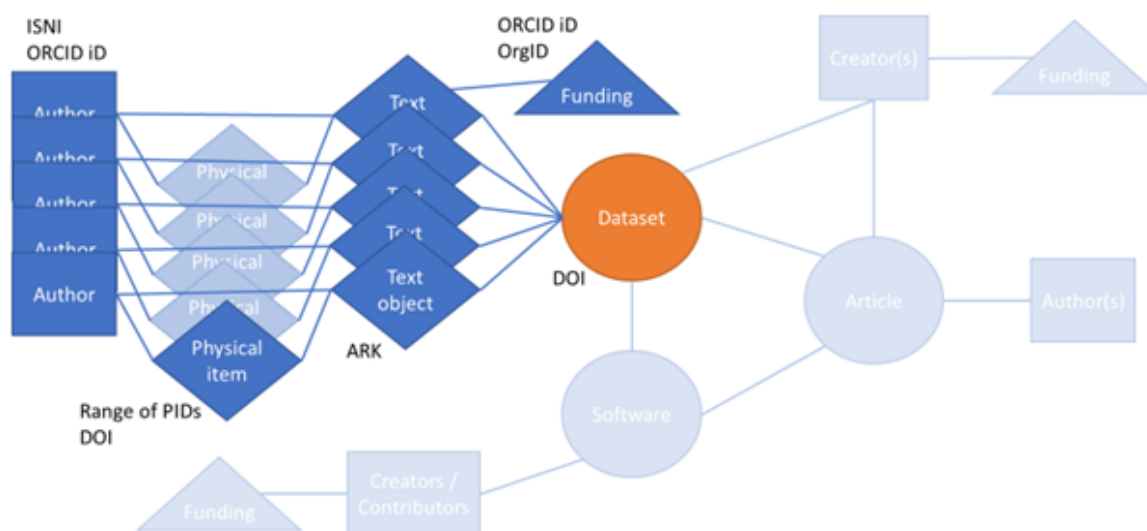 ISNI
ORCID iD
Author
Author
Author
Author
Author
Physical
Physical
Physical
Physical
Physical
item
Range of PIDs
DOI
Text
Text
Text
Text
Text
object
ARK
ORCID iD
OrgID
Funding
Dataset
DOI
Creator(s)
Funding
Article
Author(s)
Software
Creators /
Contributors
Funding